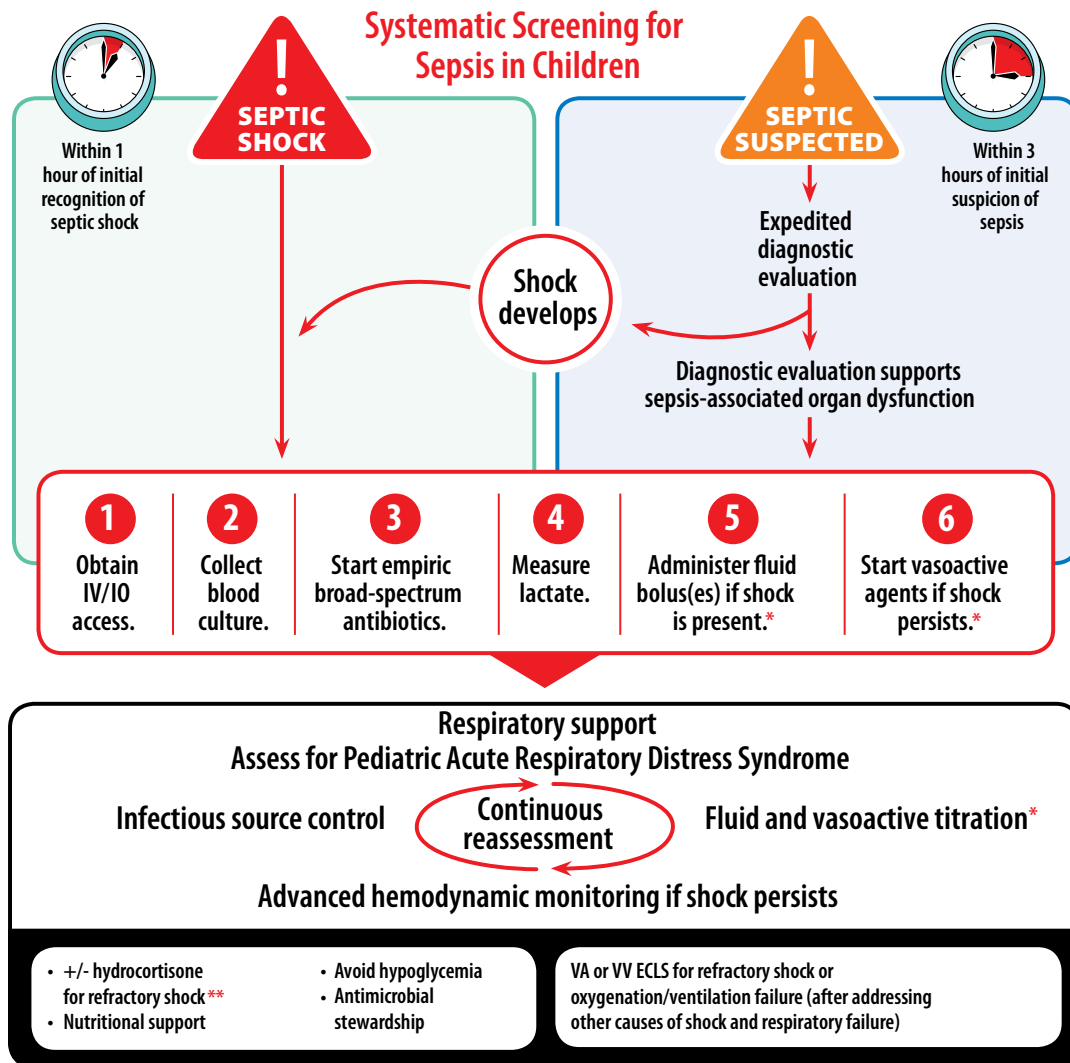 Systematic Screening for
Sepsis in Children
!
SEPTIC
SHOCK
!
SEPTIC
SUSPECTED
Within 1
hour of initial
recognition of
septic shock
Within 3
hours of initial
suspicion of
sepsis
Expedited
diagnostic
evaluation
Shock
develops
Diagnostic evaluation supports
sepsis-associated organ dysfunction
1
Obtain
IV/IO
access.
2
Collect
blood
culture.
3
Start empiric
broad-spectrum
antibiotics.
4
Measure
lactate.
5
Administer fluid
bolus(es) if shock
is present.*
6
Start vasoactive
agents if shock
persists.*
Respiratory support
Assess for Pediatric Acute Respiratory Distress Syndrome
Infectious source control
Continuous
reassessment
Fluid and vasoactive titration*
Advanced hemodynamic monitoring if shock persists
• +/- hydrocortisone
for refractory shock**
• Nutritional support
• Avoid hypoglycemia
• Antimicrobial
stewardship
VA or VV ECLS for refractory shock or
oxygenation/ventilation failure (after addressing
other causes of shock and respiratory failure)